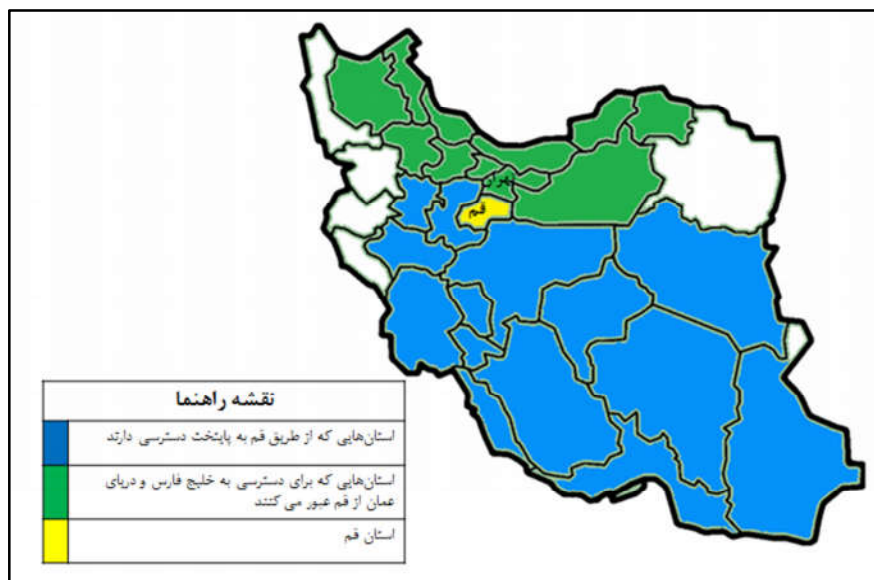 تهران
قم
نقشه راهنما
استان‌هایی که از طریق قم به پایتخت دسترسی دارند
استان‌هایی که برای دسترسی به خلیج فارس و دریای
عمان از قم عبور می کنند
استان قم